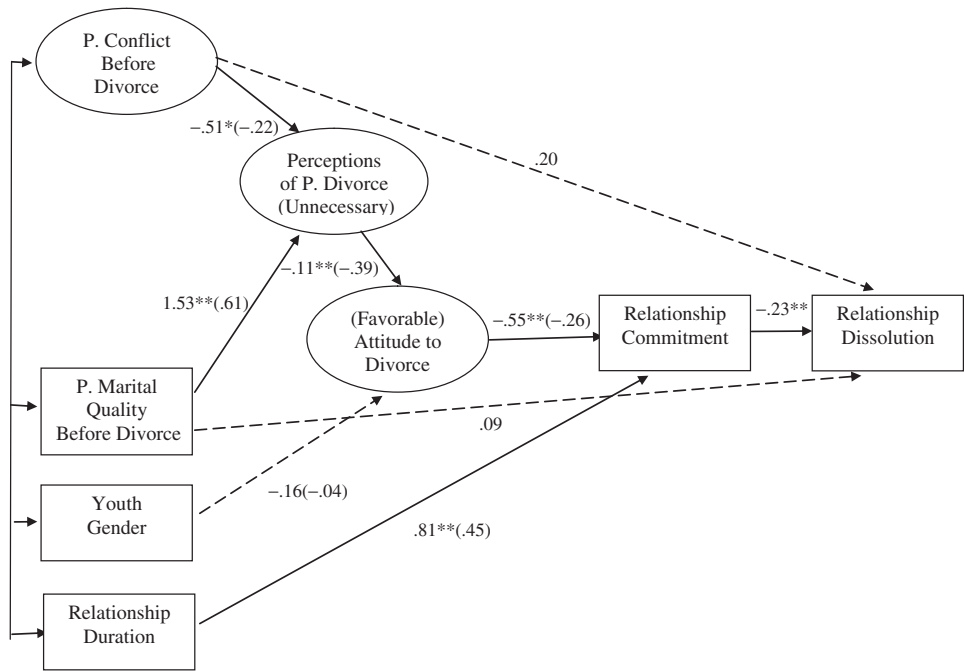 P. Conflict
Before
Divorce
−.51*(−.22)
.20
Perceptions
of P. Divorce
(Unnecessary)
−.11**(−.39)
1.53**(.61)
(Favorable)
Attitude to
Divorce
−.55**(−.26)
Relationship
Commitment
−.23**
Relationship
Dissolution
P. Marital
Quality
Before Divorce
.09
−.16(−.04)
Youth
Gender
.81**(.45)
Relationship
Duration